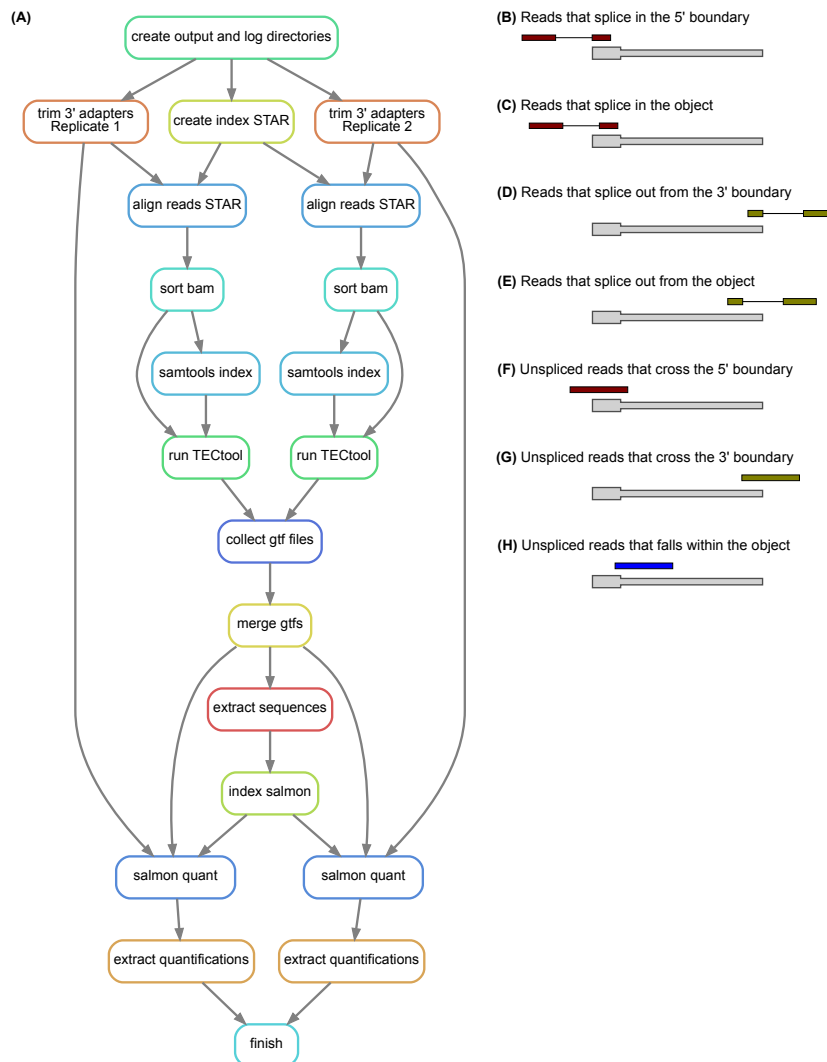 (A)
create output and log directories
trim 3' adapters
Replicate 1
create index STAR
trim 3' adapters
Replicate 2
align reads STAR
align reads STAR
sort bam
sort bam
samtools index
samtools index
run TECtool
run TECtool
collect gtf files
merge gtfs
extract sequences
index salmon
salmon quant
salmon quant
extract quantifications
extract quantifications
finish
(B) Reads that splice in the 5' boundary
(C) Reads that splice in the object
(D) Reads that splice out from the 3' boundary
(E) Reads that splice out from the object
(F) Unspliced reads that cross the 5' boundary
(G) Unspliced reads that cross the 3' boundary
(H) Unspliced reads that falls within the object